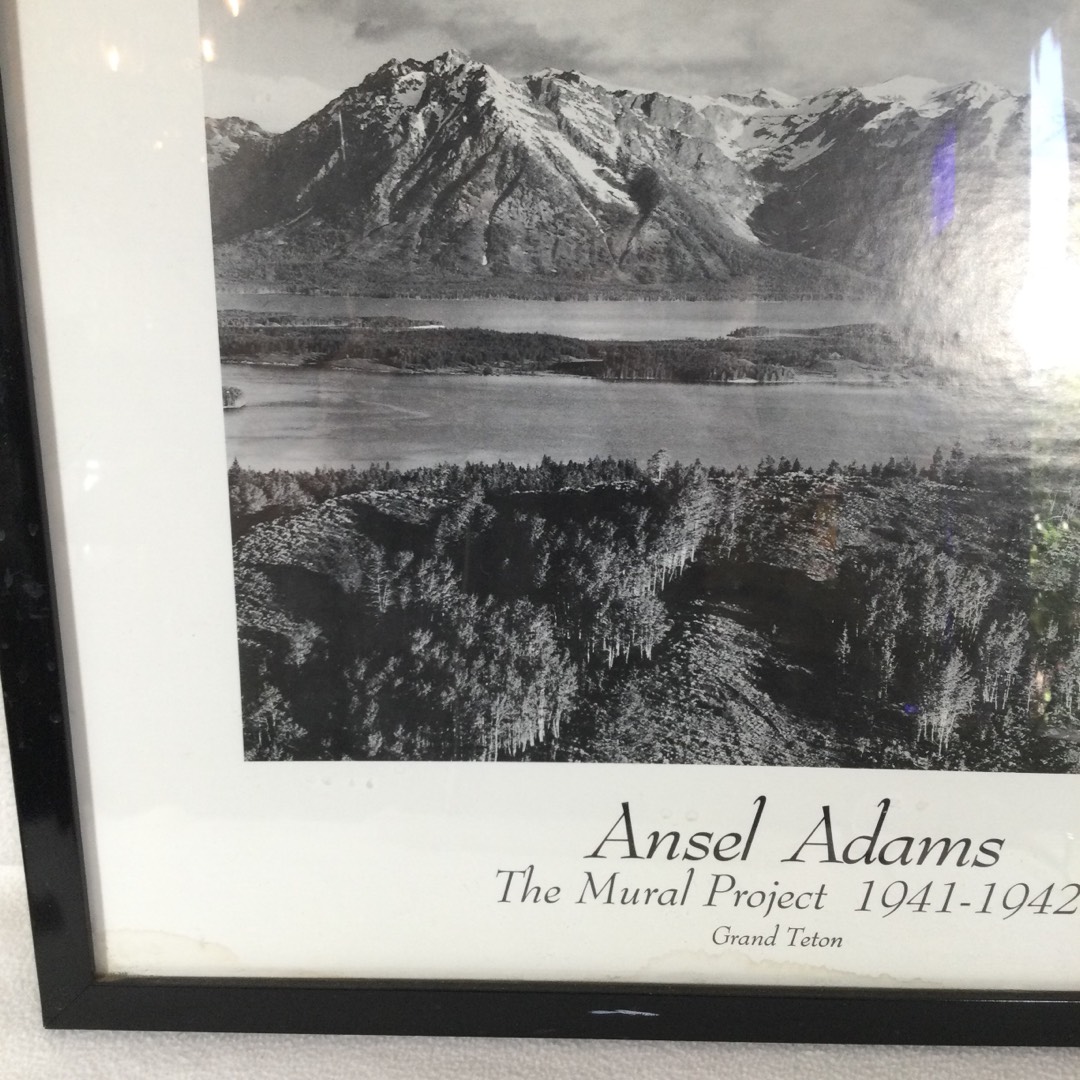 Ansel Adams
The Mural Project 1941-1942
Grand Teton